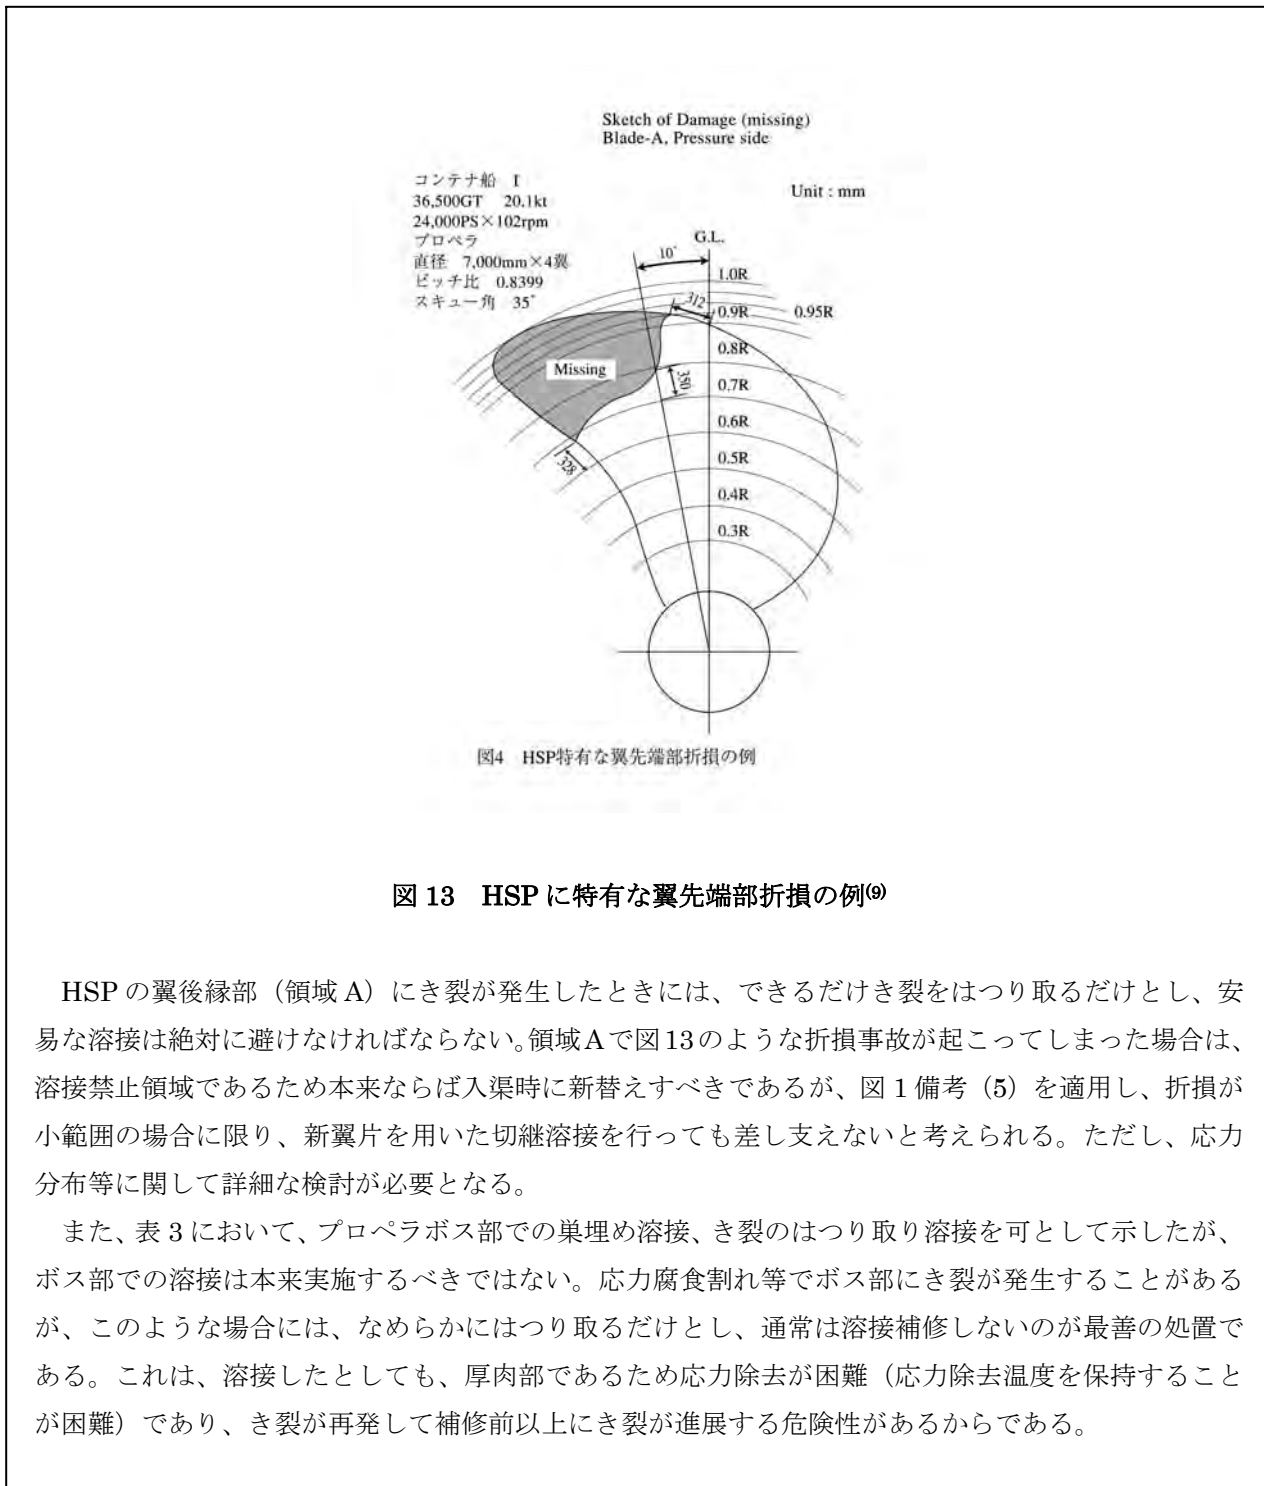 Sketch of Damage (missing)
Blade-A, Pressure side
コンテナ船 I
36,500GT 20.1kt
24,000PS×102rpm
プロペラ
直径 7,000mm×4翼
ピッチ比 0.8399
スキュー角 35°
Unit : mm
G.L.
10°
1.0R
312
0.9R
0.95R
0.8R
Missing
350
0.7R
0.6R
328
0.5R
0.4R
0.3R
図4 HSP特有な翼先端部折損の例
図 13 HSP に特有な翼先端部折損の例(9)
HSP の翼後縁部（領域 A）にき裂が発生したときには、できるだけき裂をはつり取るだけとし、安
易な溶接は絶対に避けなければならない。領域Aで図13のような折損事故が起こってしまった場合は、
溶接禁止領域であるため本来ならば入渠時に新替えすべきであるが、図 1 備考（5）を適用し、折損が
小範囲の場合に限り、新翼片を用いた切継溶接を行っても差し支えないと考えられる。ただし、応力
分布等に関して詳細な検討が必要となる。
また、表 3 において、プロペラボス部での巣埋め溶接、き裂のはつり取り溶接を可として示したが、
ボス部での溶接は本来実施するべきではない。応力腐食割れ等でボス部にき裂が発生することがある
が、このような場合には、なめらかにはつり取るだけとし、通常は溶接補修しないのが最善の処置で
ある。これは、溶接したとしても、厚肉部であるため応力除去が困難（応力除去温度を保持すること
が困難）であり、き裂が再発して補修前以上にき裂が進展する危険性があるからである。